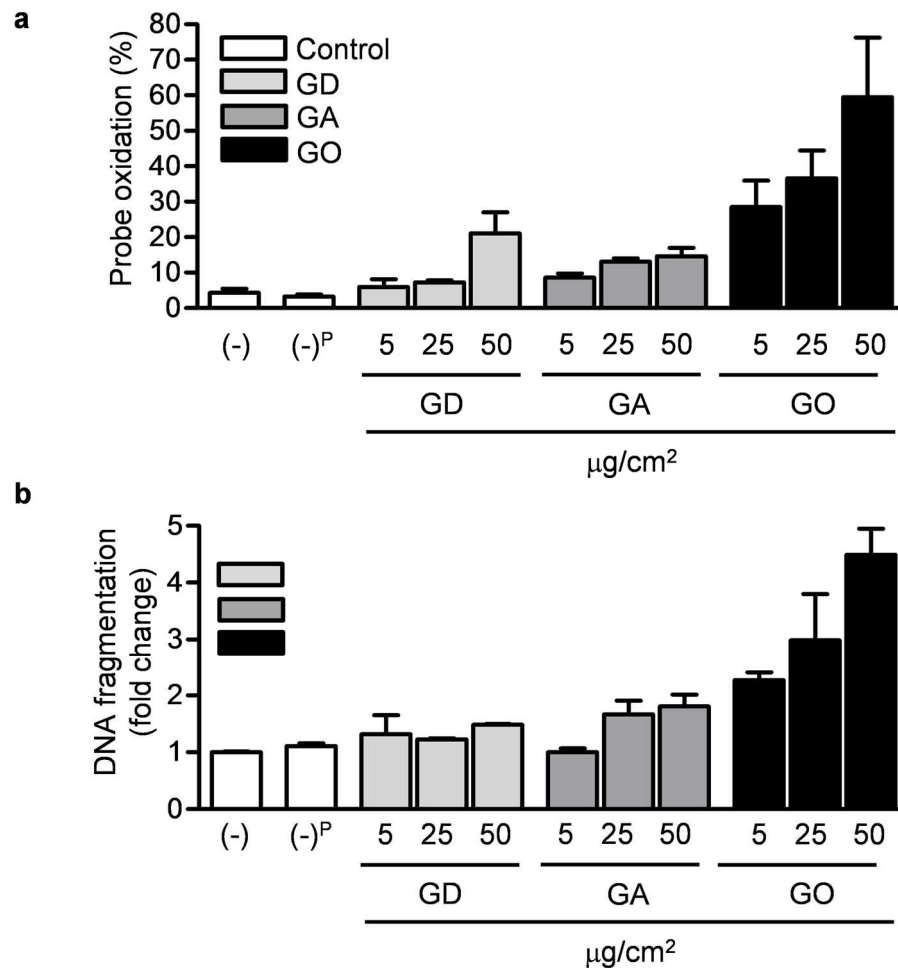 a
Probe oxidation (%)
80
70
60
50
40
30
20
10
0
Control
GD
GA
GO
(-) (-)ᴾ 5 25 50 5 25 50 5 25 50
GD GA GO
μg/cm²
b
DNA fragmentation
(fold change)
5
4
3
2
1
0
(-) (-)ᴾ 5 25 50 5 25 50 5 25 50
GD GA GO
μg/cm²